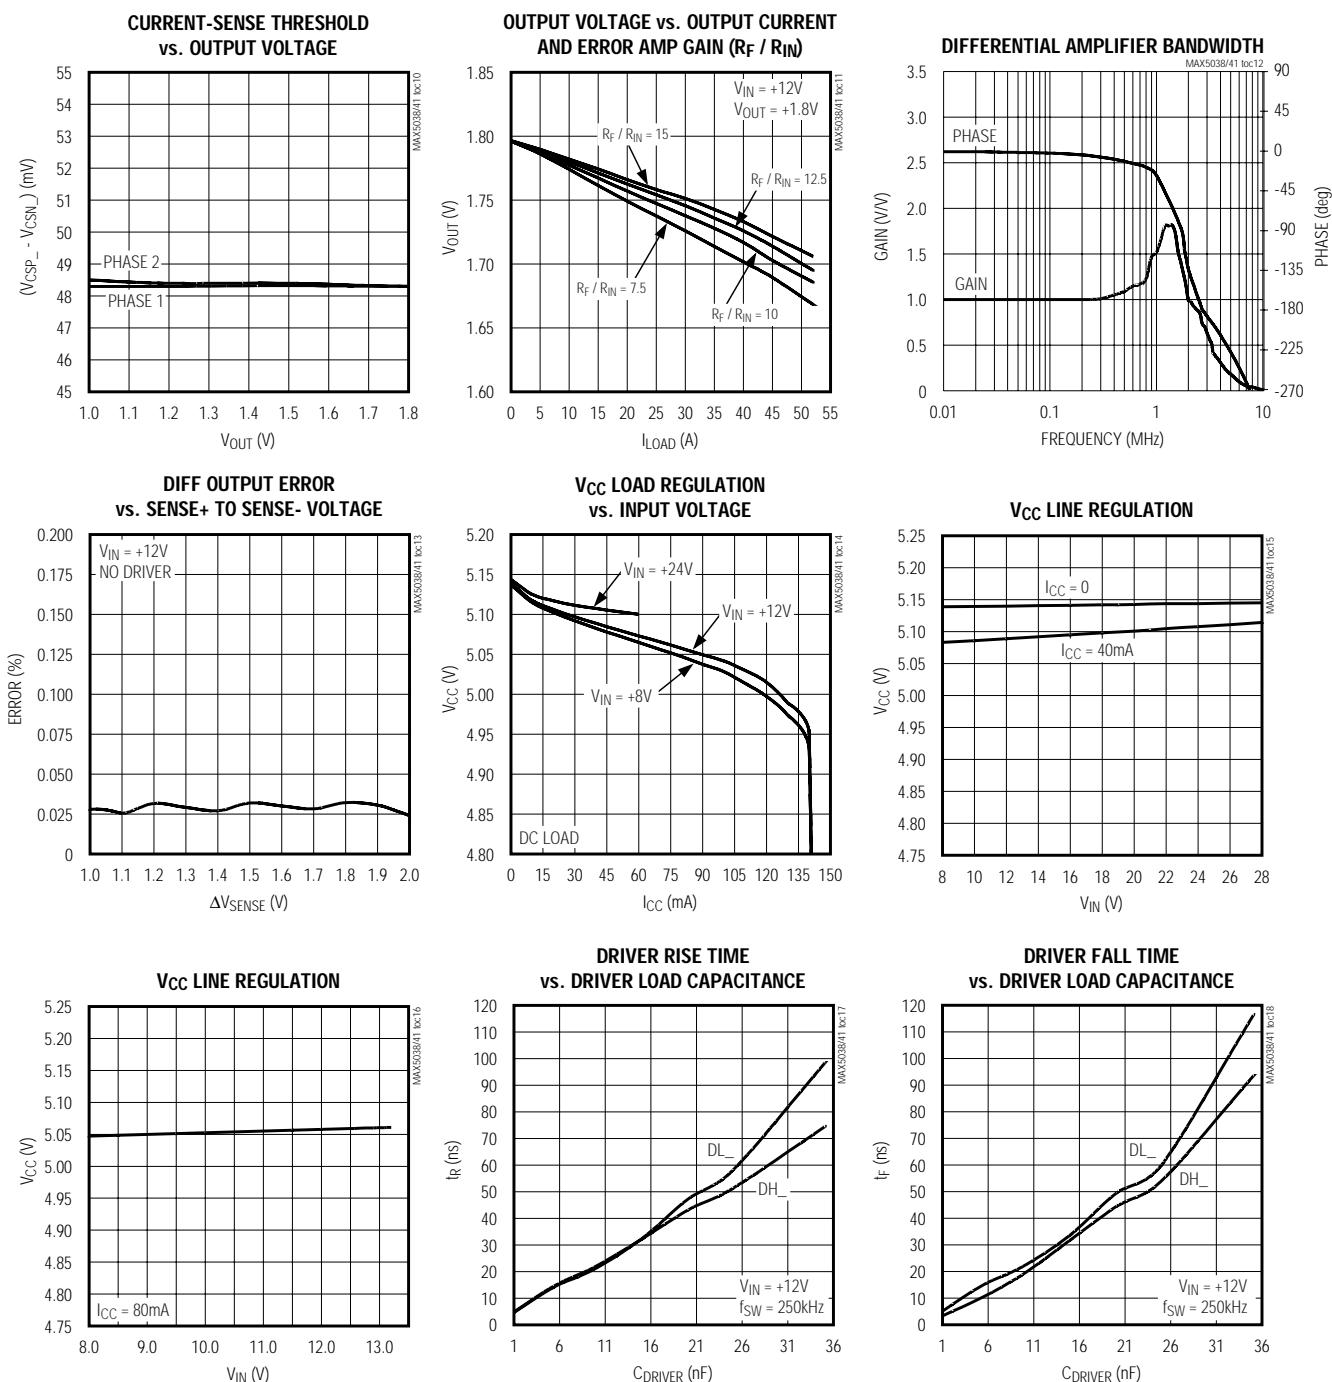 CURRENT-SENSE THRESHOLD
vs. OUTPUT VOLTAGE
MAX5038/41 toc10
(VCSP_ - VCSN_) (mV)
55
54
53
52
51
50
49
48
47
46
45
PHASE 2
PHASE 1
1.0 1.1 1.2 1.3 1.4 1.5 1.6 1.7 1.8
VOUT (V)
OUTPUT VOLTAGE vs. OUTPUT CURRENT
AND ERROR AMP GAIN (RF / RIN)
MAX5038/41 toc11
VOUT (V)
1.85
1.80
1.75
1.70
1.65
1.60
VIN = +12V
VOUT = +1.8V
RF / RIN = 15
RF / RIN = 12.5
RF / RIN = 7.5
RF / RIN = 10
0 5 10 15 20 25 30 35 40 45 50 55
ILOAD (A)
DIFFERENTIAL AMPLIFIER BANDWIDTH
MAX5038/41 toc12
GAIN (V/V)
3.5
3.0
2.5
2.0
1.5
1.0
0.5
0
PHASE
GAIN
90
45
0
-45
-90
-135
-180
-225
-270
PHASE (deg)
0.01 0.1 1 10
FREQUENCY (MHz)
DIFF OUTPUT ERROR
vs. SENSE+ TO SENSE- VOLTAGE
MAX5038/41 toc13
ERROR (%)
0.200
0.175
0.150
0.125
0.100
0.075
0.050
0.025
0
VIN = +12V
NO DRIVER
1.0 1.1 1.2 1.3 1.4 1.5 1.6 1.7 1.8 1.9 2.0
ΔVSENSE (V)
VCC LOAD REGULATION
vs. INPUT VOLTAGE
MAX5038/41 toc14
VCC (V)
5.20
5.15
5.10
5.05
5.00
4.95
4.90
4.85
4.80
VIN = +24V
VIN = +12V
VIN = +8V
DC LOAD
0 15 30 45 60 75 90 105 120 135 150
ICC (mA)
VCC LINE REGULATION
MAX5038/41 toc15
VCC (V)
5.25
5.20
5.15
5.10
5.05
5.00
4.95
4.90
4.85
4.80
4.75
ICC = 0
ICC = 40mA
8 10 12 14 16 18 20 22 24 26 28
VIN (V)
VCC LINE REGULATION
MAX5038/41 toc16
VCC (V)
5.25
5.20
5.15
5.10
5.05
5.00
4.95
4.90
4.85
4.80
4.75
ICC = 80mA
8.0 9.0 10.0 11.0 12.0 13.0
VIN (V)
DRIVER RISE TIME
vs. DRIVER LOAD CAPACITANCE
MAX5038/41 toc17
tR (ns)
120
110
100
90
80
70
60
50
40
30
20
10
0
DL_
DH_
VIN = +12V
fSW = 250kHz
1 6 11 16 21 26 31 36
CDRIVER (nF)
DRIVER FALL TIME
vs. DRIVER LOAD CAPACITANCE
MAX5038/41 toc18
tF (ns)
120
110
100
90
80
70
60
50
40
30
20
10
0
DL_
DH_
VIN = +12V
fSW = 250kHz
1 6 11 16 21 26 31 36
CDRIVER (nF)